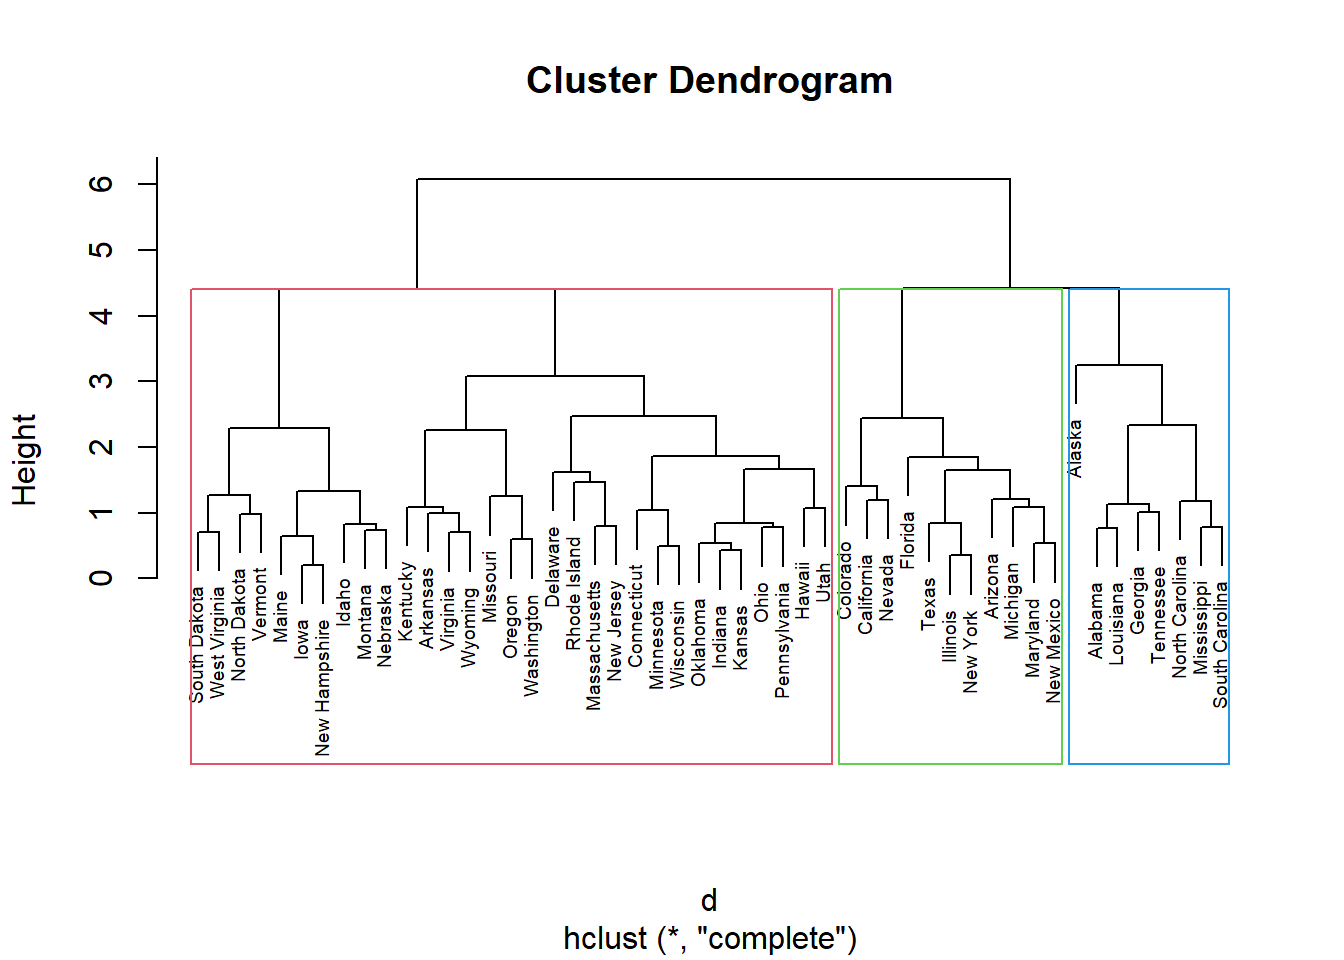 Cluster Dendrogram
Height
6
5
4
3
2
1
0
South Dakota
West Virginia
North Dakota
Vermont
Maine
Iowa
New Hampshire
Idaho
Montana
Nebraska
Kentucky
Arkansas
Virginia
Wyoming
Missouri
Oregon
Washington
Delaware
Rhode Island
Massachusetts
New Jersey
Connecticut
Minnesota
Wisconsin
Oklahoma
Indiana
Kansas
Ohio
Pennsylvania
Hawaii
Utah
Colorado
California
Nevada
Florida
Texas
Illinois
New York
Arizona
Michigan
Maryland
New Mexico
Alaska
Alabama
Louisiana
Georgia
Tennessee
North Carolina
Mississippi
South Carolina
d
hclust (*, "complete")